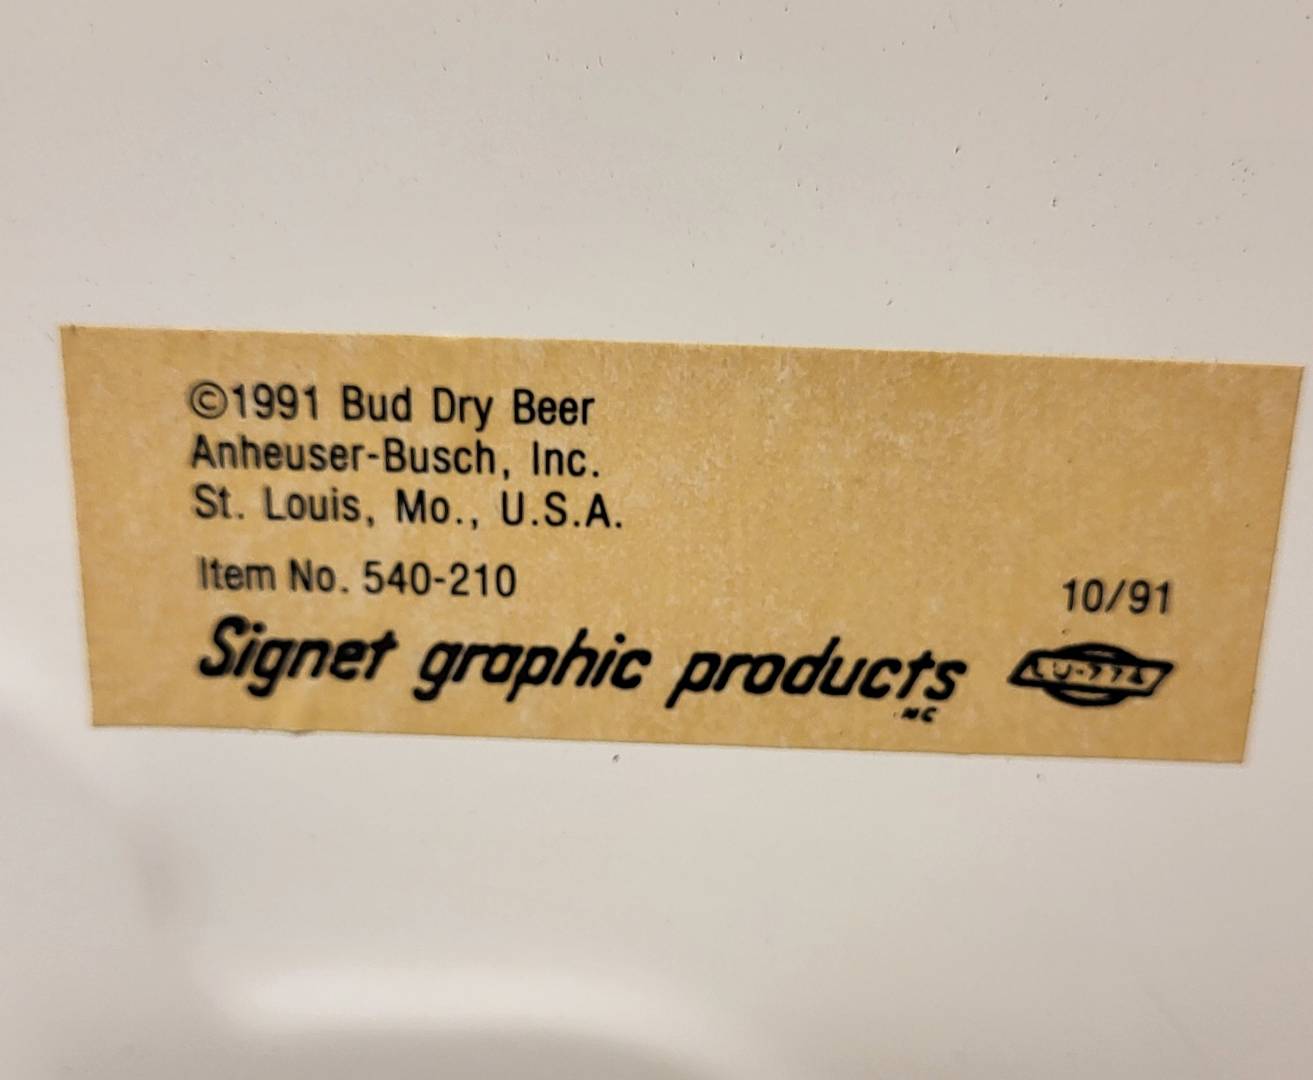 ©1991 Bud Dry Beer
Anheuser-Busch, Inc.
St. Louis, Mo., U.S.A.
Item No. 540-210
10/91
Signet graphic products